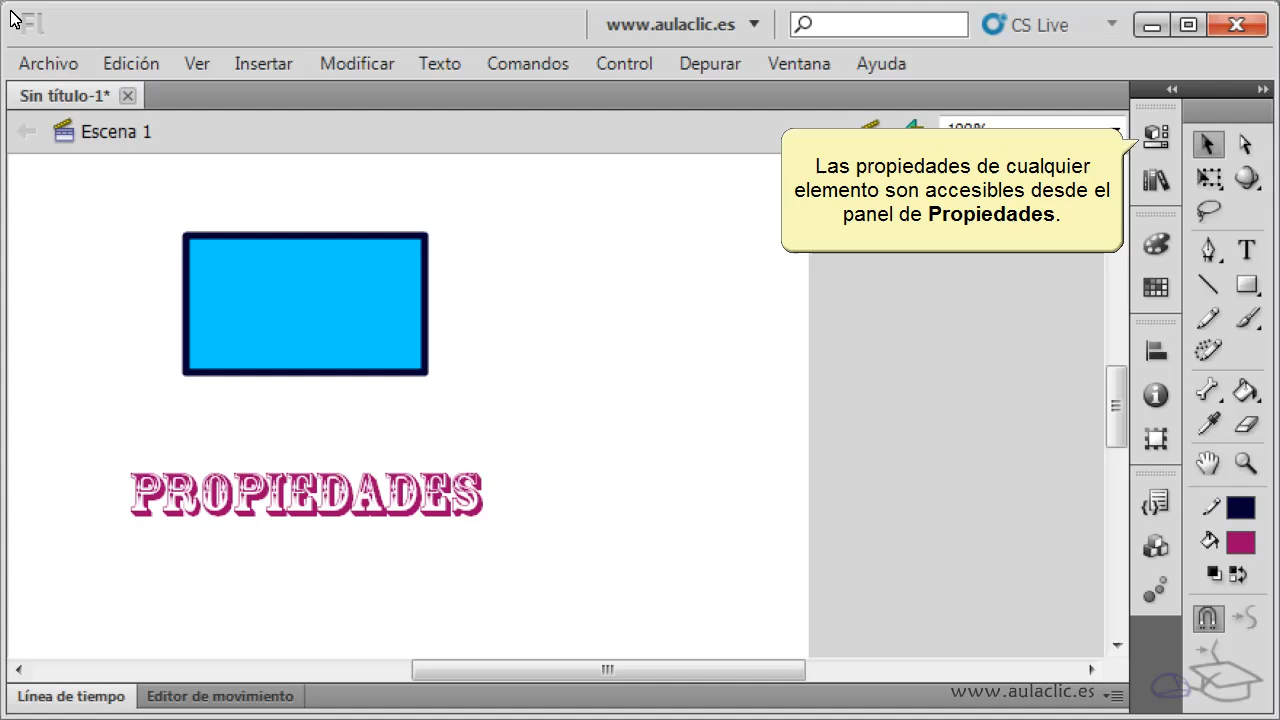 Fl
www.aulaclic.es
CS Live
Archivo Edición Ver Insertar Modificar Texto Comandos Control Depurar Ventana Ayuda
Sin título-1*
Escena 1
100%
Las propiedades de cualquier
elemento son accesibles desde el
panel de Propiedades.
PROPIEDADES
Línea de tiempo Editor de movimiento
www.aulaclic.es